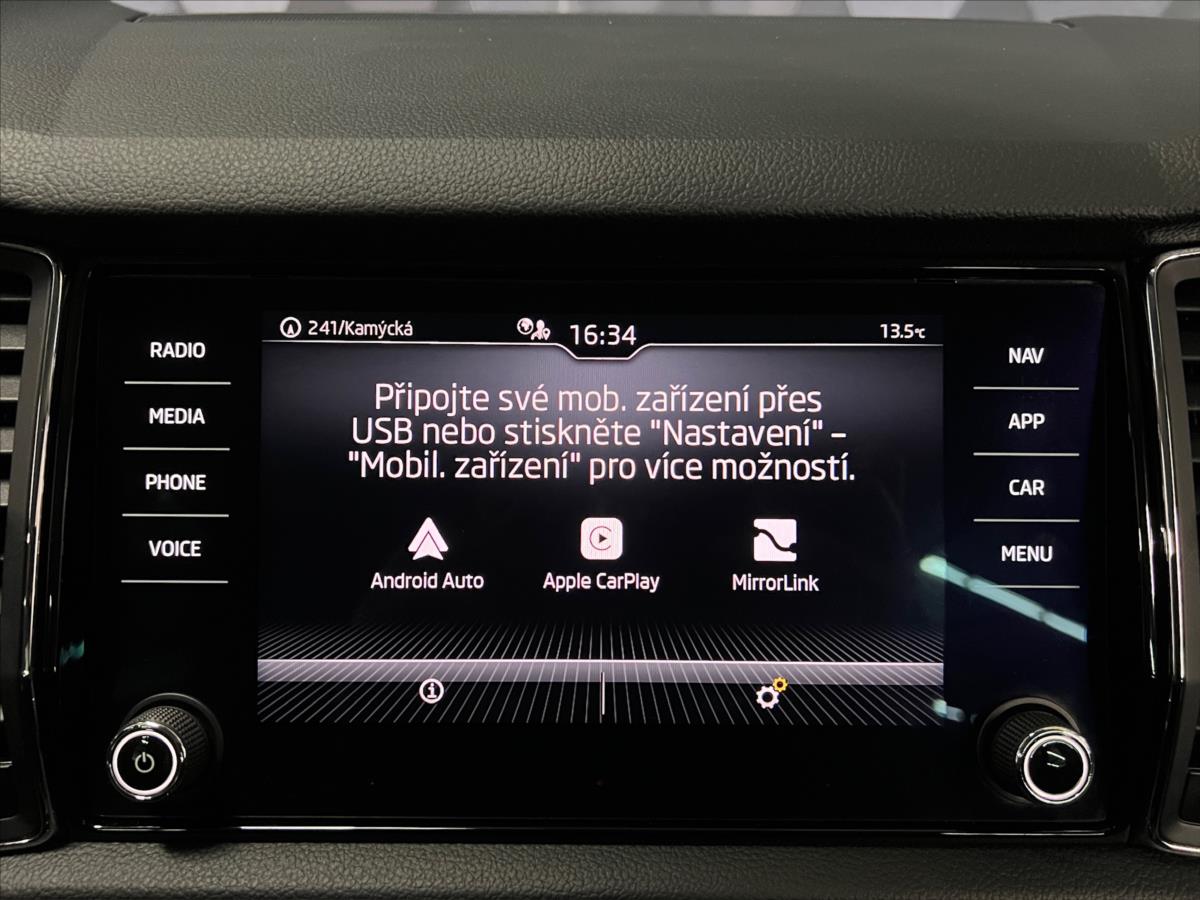 241/Kamýcká
16:34
13.5°C
RADIO
MEDIA
PHONE
VOICE
Připojte své mob. zařízení přes
USB nebo stiskněte "Nastavení" –
"Mobil. zařízení" pro více možností.
Android Auto
Apple CarPlay
MirrorLink
NAV
APP
CAR
MENU